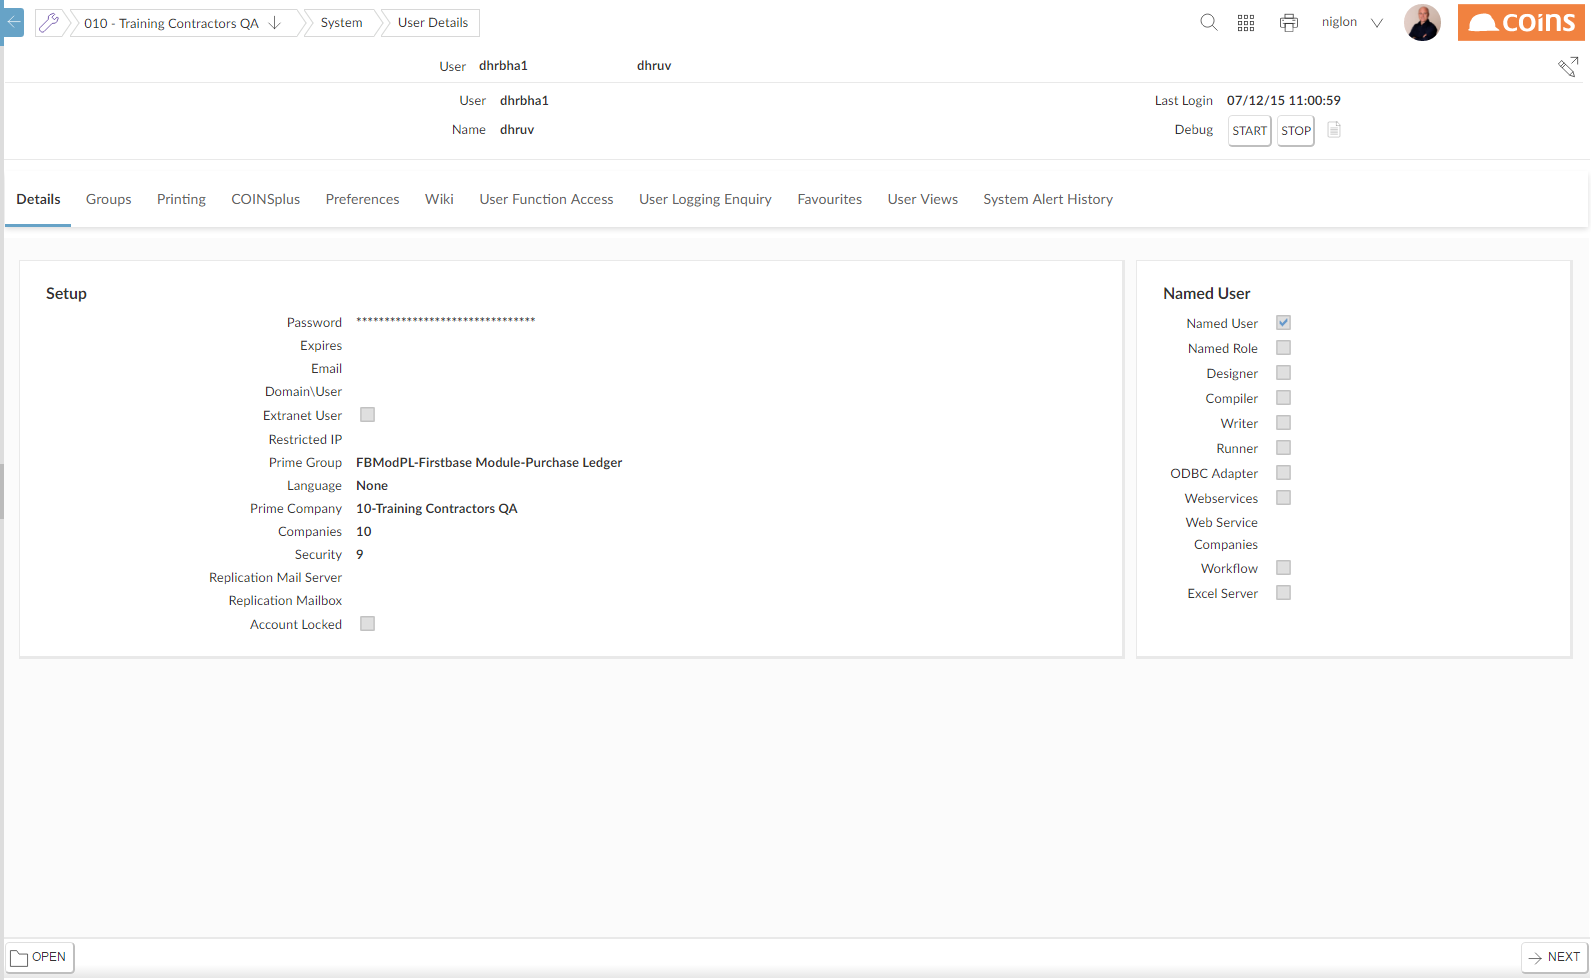 010 - Training Contractors QA System User Details niglon coins
User dhrbha1 dhruv
User dhrbha1 Last Login 07/12/15 11:00:59
Name dhruv Debug START STOP
Details Groups Printing COINSplus Preferences Wiki User Function Access User Logging Enquiry Favourites User Views System Alert History
Setup
Password ********************************
Expires
Email
Domain\User
Extranet User
Restricted IP
Prime Group FBModPL-Firstbase Module-Purchase Ledger
Language None
Prime Company 10-Training Contractors QA
Companies 10
Security 9
Replication Mail Server
Replication Mailbox
Account Locked
Named User
Named User
Named Role
Designer
Compiler
Writer
Runner
ODBC Adapter
Webservices
Web Service
Companies
Workflow
Excel Server
OPEN NEXT